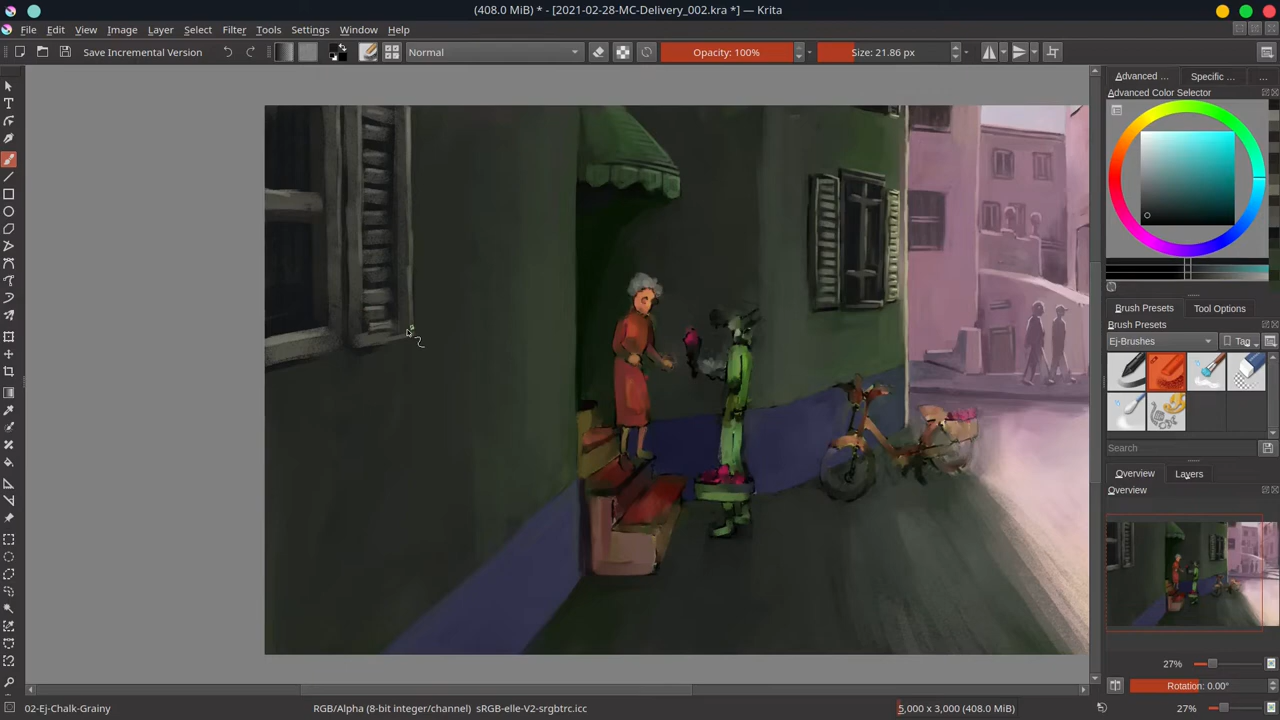 (408.0 MiB) * - [2021-02-28-MC-Delivery_002.kra *] — Krita
File Edit View Image Layer Select Filter Tools Settings Window Help
Save Incremental Version Normal Opacity: 100% Size: 21.86 px
Advanced ... Specific ... ...
Advanced Color Selector
Brush Presets Tool Options
Brush Presets
Ej-Brushes Tag
Search
Overview Layers
Overview
27%
Rotation: 0.00°
02-Ej-Chalk-Grainy RGB/Alpha (8-bit integer/channel) sRGB-elle-V2-srgbtrc.icc 5,000 x 3,000 (408.0 MiB) 27%